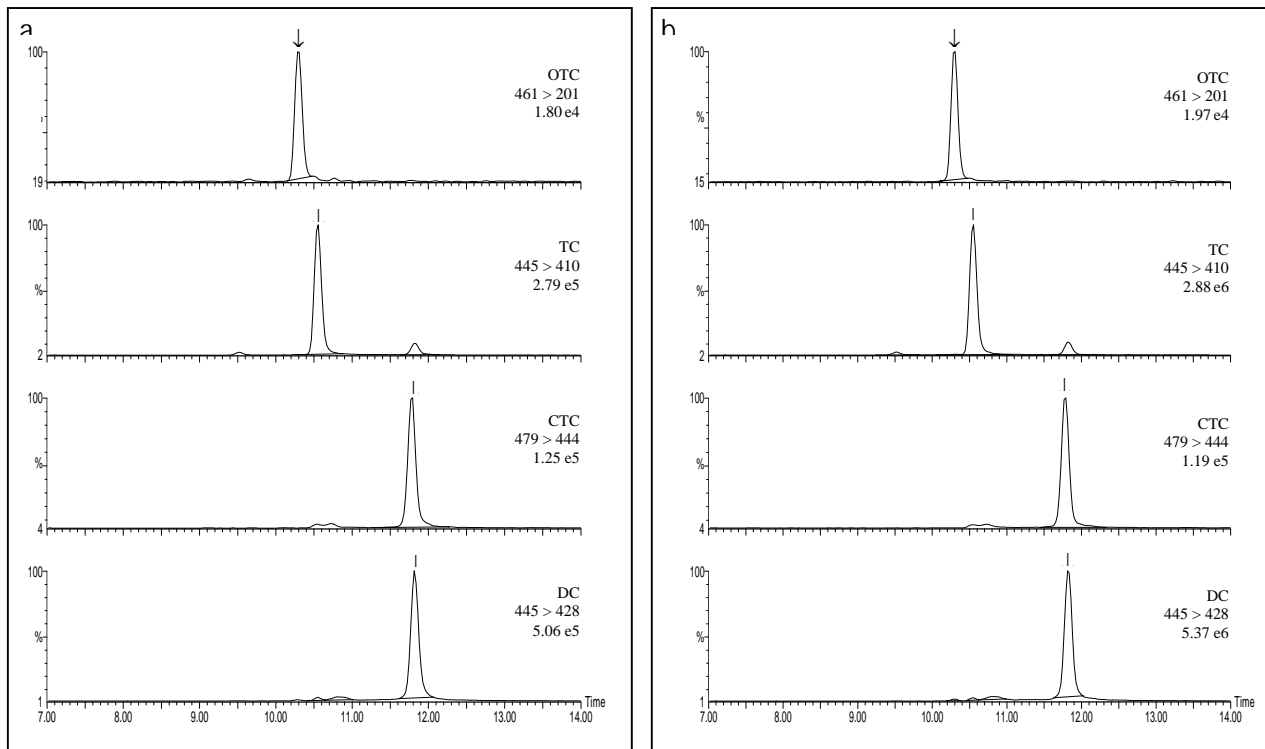 a
100
OTC
461 > 201
1.80 e4
19
100
TC
445 > 410
2.79 e5
%
2
100
CTC
479 > 444
1.25 e5
%
4
100
DC
445 > 428
5.06 e5
%
1
Time
7.00 8.00 9.00 10.00 11.00 12.00 13.00 14.00
b
100
OTC
461 > 201
1.97 e4
%
15
100
TC
445 > 410
2.88 e6
%
2
100
CTC
479 > 444
1.19 e5
%
4
100
DC
445 > 428
5.37 e6
%
1
Time
7.00 8.00 9.00 10.00 11.00 12.00 13.00 14.00